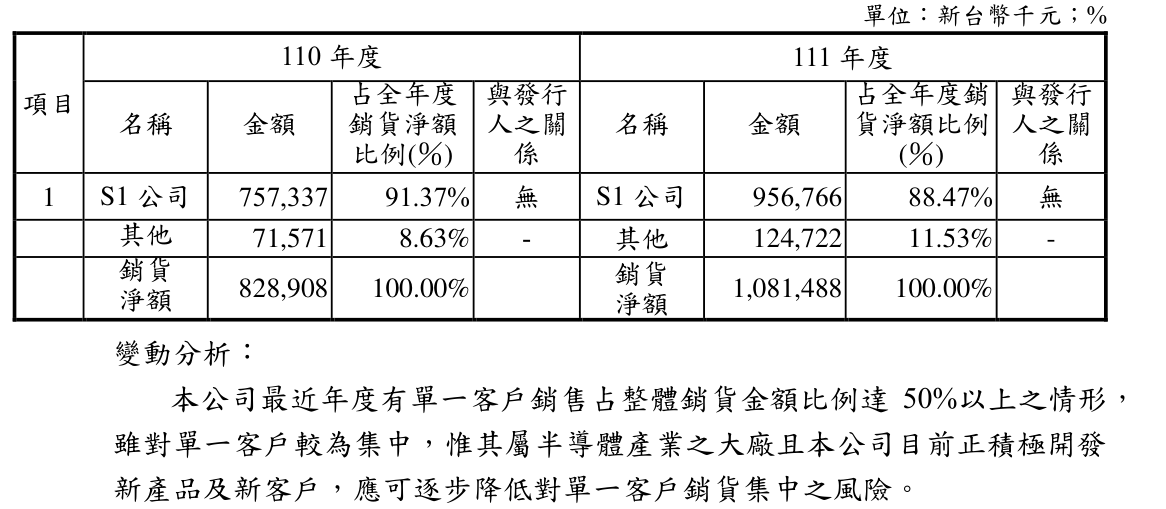 單位：新台幣千元；%
項目 110 年度 111 年度
名稱 金額 占全年度銷貨淨額比例(%) 與發行人之關係 名稱 金額 占全年度銷貨淨額比例(%) 與發行人之關係
1 S1 公司 757,337 91.37% 無 S1 公司 956,766 88.47% 無
其他 71,571 8.63% - 其他 124,722 11.53% -
銷貨淨額 828,908 100.00% 銷貨淨額 1,081,488 100.00%
變動分析：
本公司最近年度有單一客戶銷售占整體銷貨金額比例達 50%以上之情形，
雖對單一客戶較為集中，惟其屬半導體產業之大廠且本公司目前正積極開發
新產品及新客戶，應可逐步降低對單一客戶銷貨集中之風險。